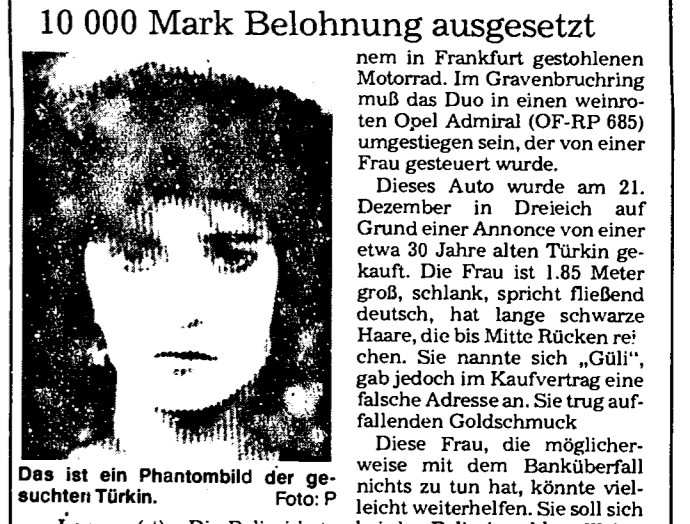 10 000 Mark Belohnung ausgesetzt
Das ist ein Phantombild der ge-
suchten Türkin. Foto: P
nem in Frankfurt gestohlenen
Motorrad. Im Gravenbruchring
muß das Duo in einen weinro-
ten Opel Admiral (OF-RP 685)
umgestiegen sein, der von einer
Frau gesteuert wurde.
Dieses Auto wurde am 21.
Dezember in Dreieich auf
Grund einer Annonce von einer
etwa 30 Jahre alten Türkin ge-
kauft. Die Frau ist 1.85 Meter
groß, schlank, spricht fließend
deutsch, hat lange schwarze
Haare, die bis Mitte Rücken rei
chen. Sie nannte sich „Güli“,
gab jedoch im Kaufvertrag eine
falsche Adresse an. Sie trug auf-
fallenden Goldschmuck
Diese Frau, die möglicher-
weise mit dem Banküberfall
nichts zu tun hat, könnte viel-
leicht weiterhelfen. Sie soll sich